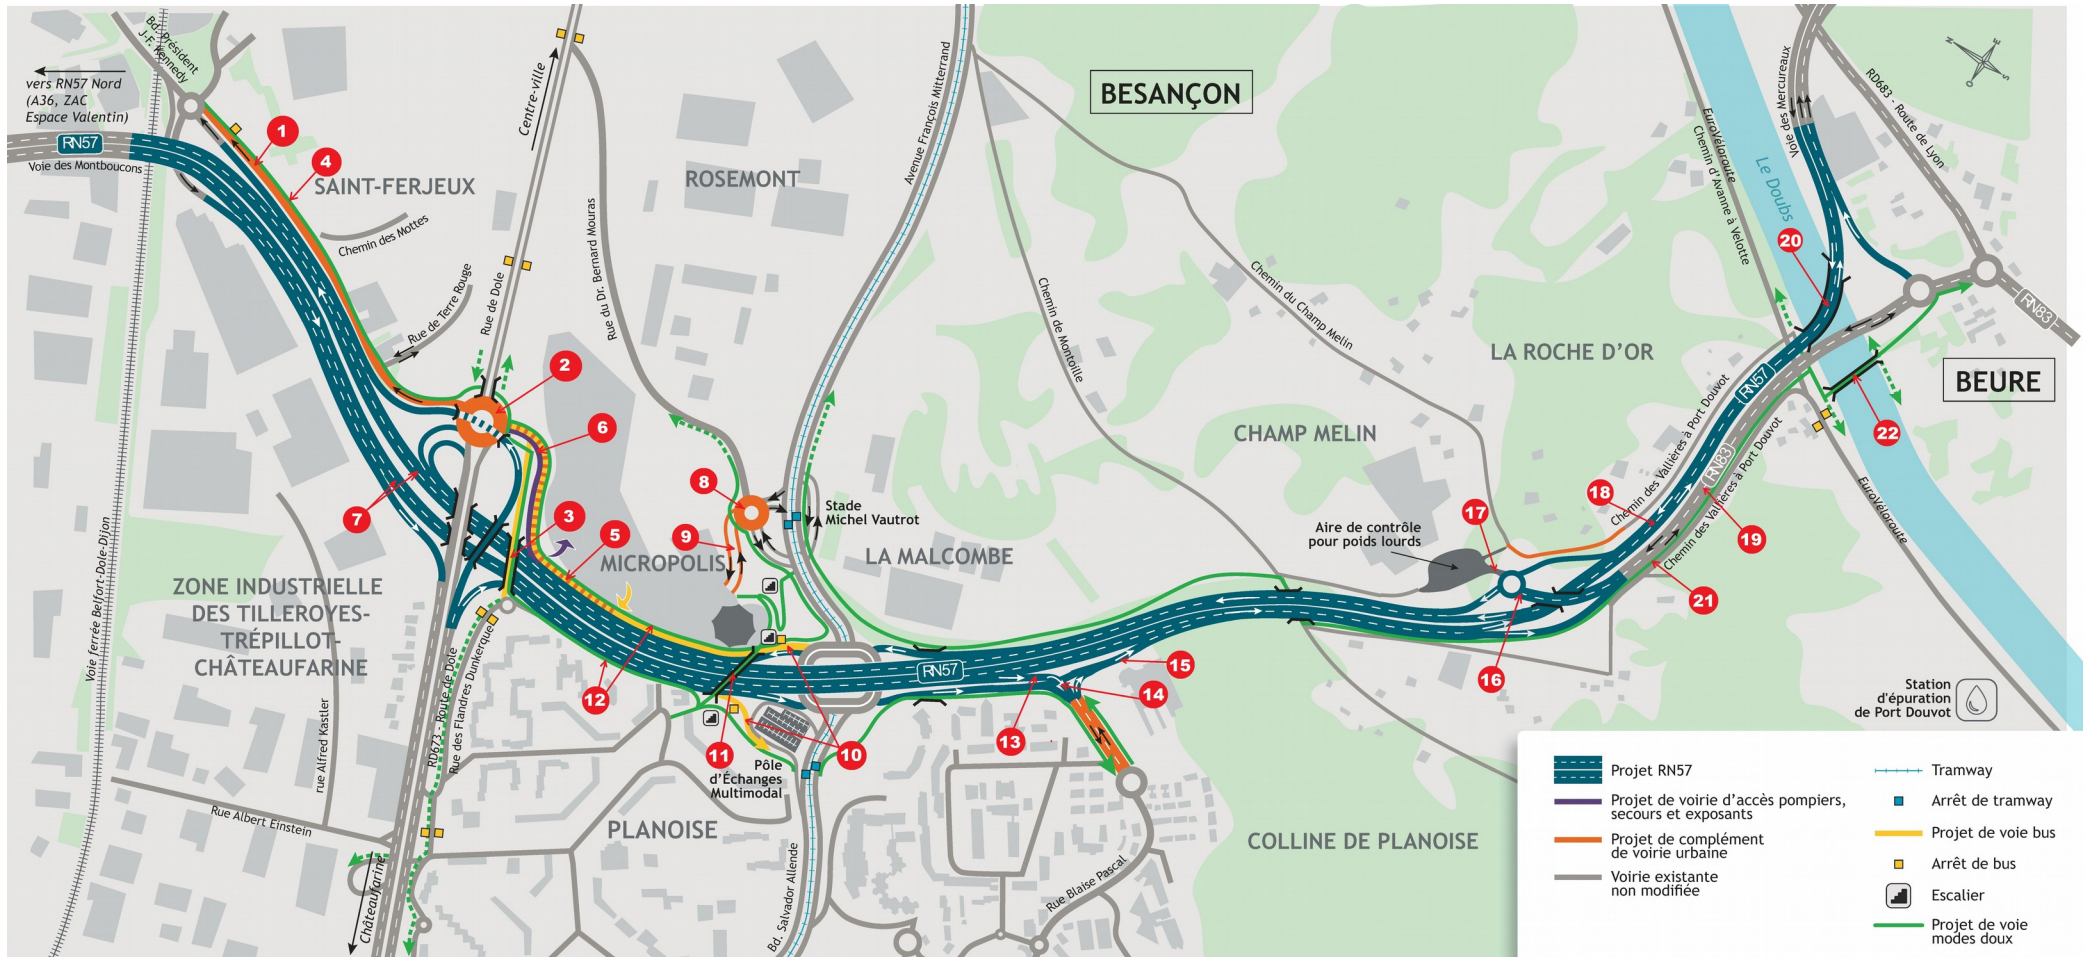 Bd. Président
J.-F. Kennedy
vers RN57 Nord
(A36, ZAC
Espace Valentin)
RN57
Voie des Montboucons
1
4
SAINT-FERJEUX
Chemin des Mottes
Rue de Terre Rouge
Centre-ville
Rue de Dole
Rue du Dr. Bernard Mouras
ROSEMONT
Avenue François Mitterrand
BESANÇON
Chemin de Montoille
Chemin du Champ Melin
LA ROCHE D’OR
CHAMP MELIN
EuroVéloroute
Chemin d'Avanne à Velotte
Le Doubs
Voie des Mercureaux
RD683 - Route de Lyon
N
E
S
O
20
RN83
BEURE
22
RN57
RN83
Chemin des Vallières à Port Douvot
Chemin des Vallières à Port Douvot
EuroVéloroute
2
6
7
3
5
8
9
MICROPOLIS
Stade
Michel Vautrot
LA MALCOMBE
Aire de contrôle
pour poids lourds
17
18
19
21
16
15
14
13
RN57
12
11
10
Pôle
d’Échanges
Multimodal
ZONE INDUSTRIELLE
DES TILLEROYES-
TRÉPILLOT-
CHÂTEAUFARINE
Voie ferrée Belfort-Dole-Dijon
rue Alfred Kastler
Rue Albert Einstein
RD673 - Route de Dole
Rue des Flandres Dunkerque
Châteaufarine
PLANOISE
Bd. Salvador Allende
Rue Blaise Pascal
COLLINE DE PLANOISE
Station
d'épuration
de Port Douvot
Projet RN57
Projet de voirie d’accès pompiers,
secours et exposants
Projet de complément
de voirie urbaine
Voirie existante
non modifiée
Tramway
Arrêt de tramway
Projet de voie bus
Arrêt de bus
Escalier
Projet de voie
modes doux